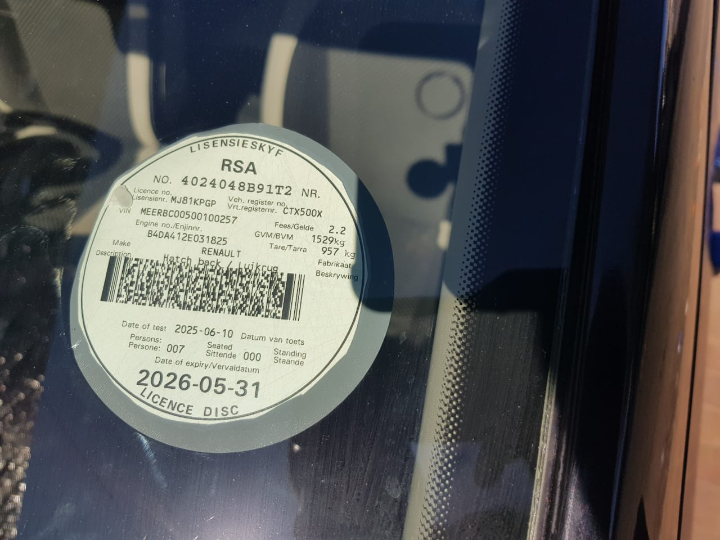 LISENSIESKYF
RSA
NO. 4024048B91T2 NR.
Licence no. Veh. register no.
Lisensienr. MJ81KPGP Vrt.registernr. CTX500X
VIN MEERBC00500100257 Fees/Gelde 2.2
Engine no./Enjinnr. GVM/BVM 1529kg
B4DA412E031825 Tare/Tarra 957 kg
Make RENAULT Fabrikaat
Description Hatch back / Luikrug Beskrywing
Date of test 2025-06-10 Datum van toets
Persons: Seated Standing
Persone: 007 Sittende 000 Staande
Date of expiry/Vervaldatum
2026-05-31
LICENCE DISC